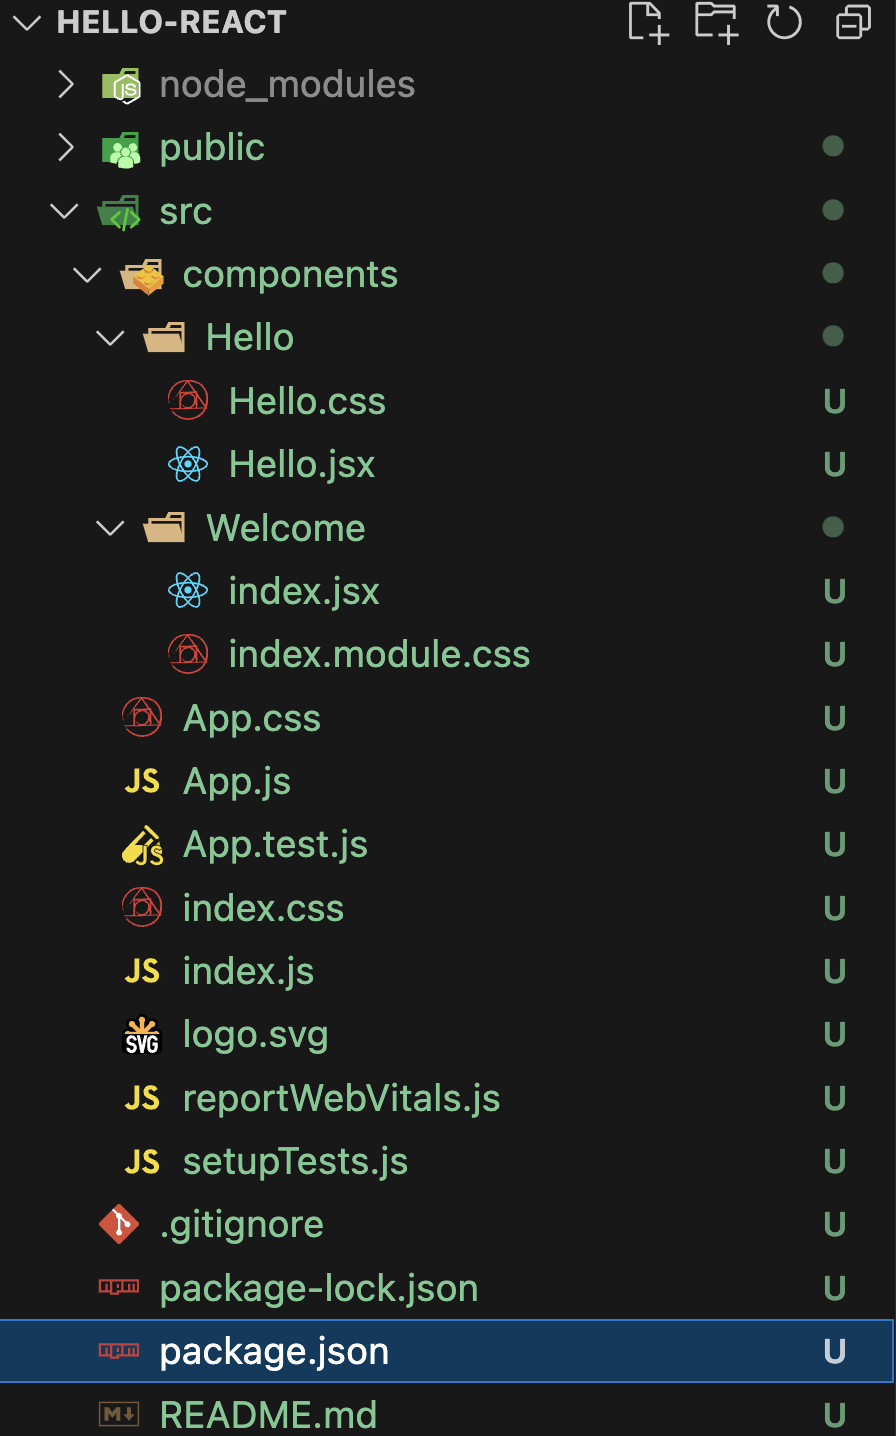 HELLO-REACT
node_modules
public
src
components
Hello
Hello.css U
Hello.jsx U
Welcome
index.jsx U
index.module.css U
App.css U
JS App.js U
JS App.test.js U
index.css U
JS index.js U
SVG logo.svg U
JS reportWebVitals.js U
JS setupTests.js U
.gitignore U
package-lock.json U
package.json U
M README.md U